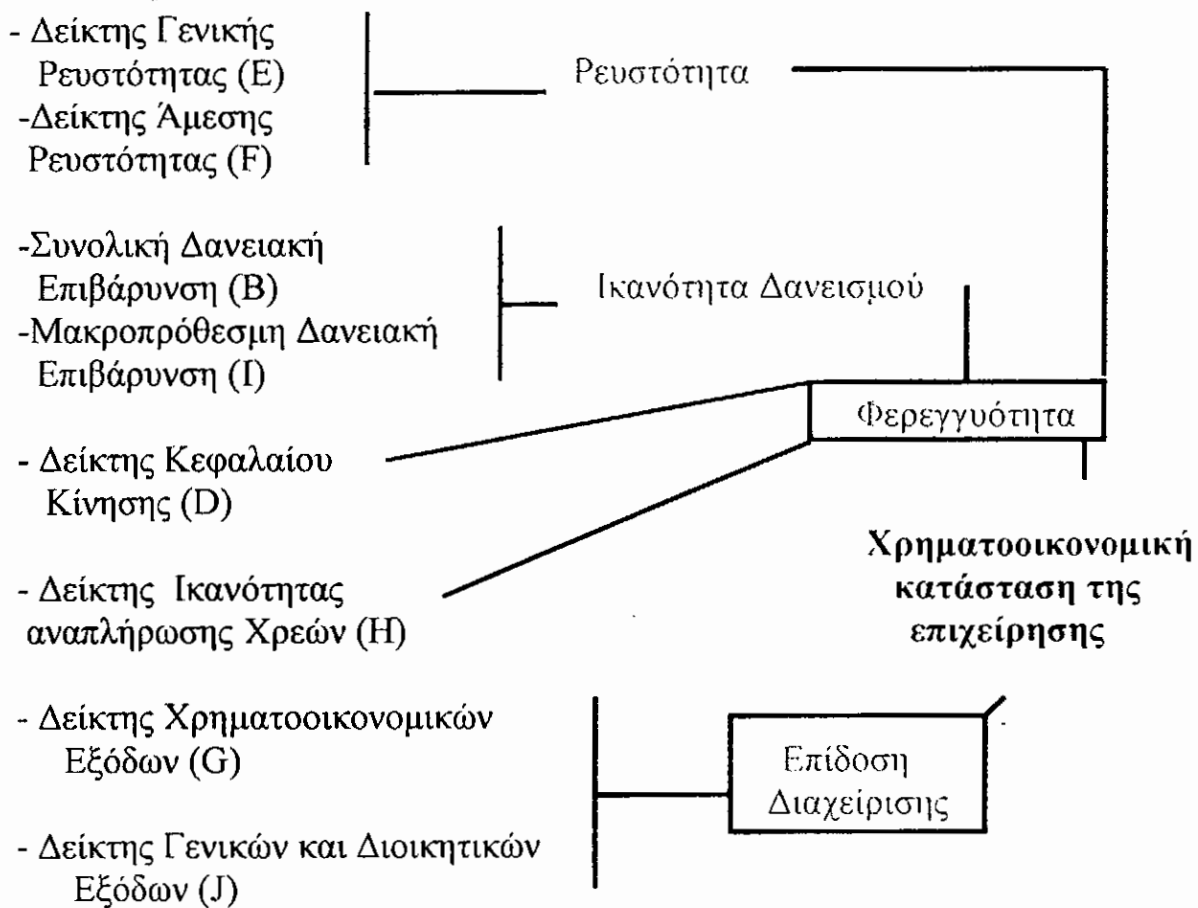 - Δείκτης Γενικής
Ρευστότητας (E)
-Δείκτης Άμεσης
Ρευστότητας (F)
Ρευστότητα
-Συνολική Δανειακή
Επιβάρυνση (B)
-Μακροπρόθεσμη Δανειακή
Επιβάρυνση (I)
Ικανότητα Δανεισμού
Φερεγγυότητα
- Δείκτης Κεφαλαίου
Κίνησης (D)
- Δείκτης Ικανότητας
αναπλήρωσης Χρεών (H)
Χρηματοοικονομική
κατάσταση της
επιχείρησης
- Δείκτης Χρηματοοικονομικών
Εξόδων (G)
- Δείκτης Γενικών και Διοικητικών
Εξόδων (J)
Επίδοση
Διαχείρισης